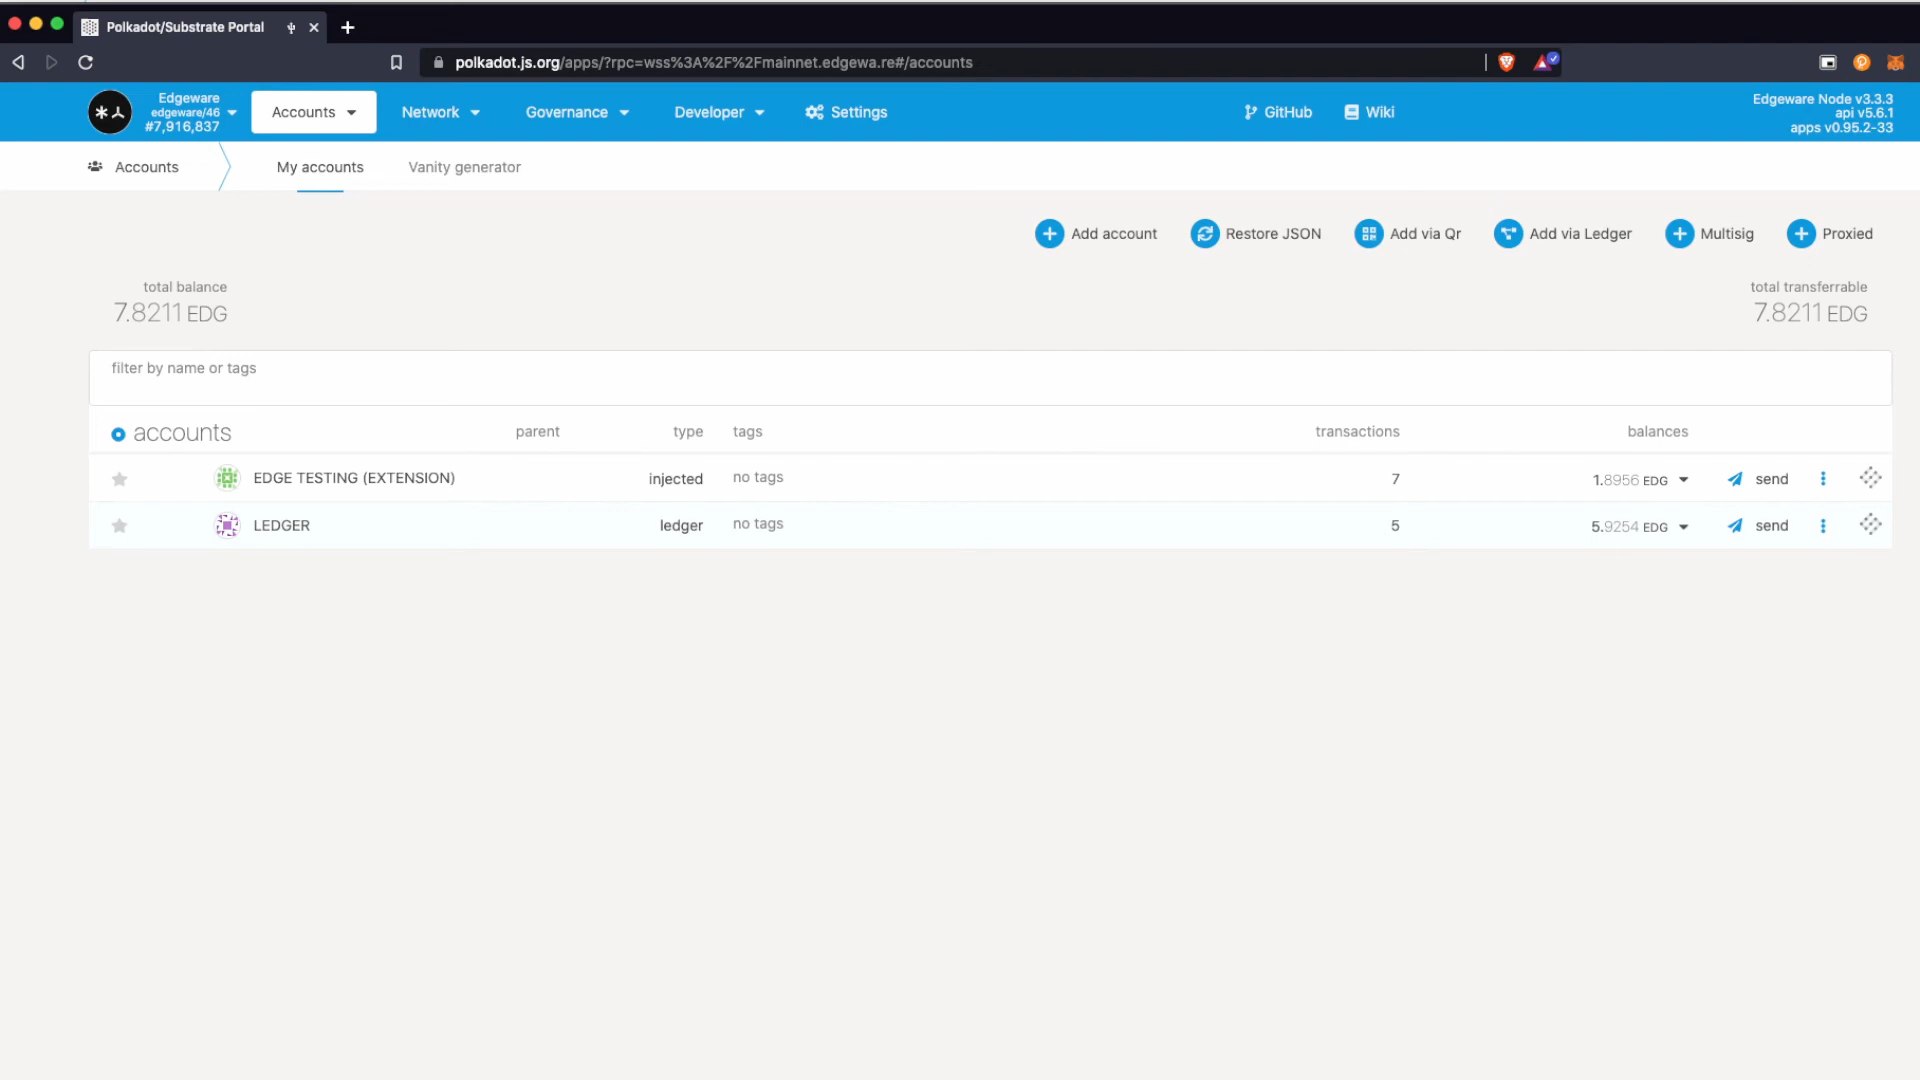 Polkadot/Substrate Portal
polkadot.js.org/apps/?rpc=wss%3A%2F%2Fmainnet.edgewa.re#/accounts
Edgeware
edgeware/46
#7,916,837
Accounts
Network
Governance
Developer
Settings
GitHub
Wiki
Edgeware Node v3.3.3
api v5.6.1
apps v0.95.2-33
Accounts
My accounts
Vanity generator
Add account
Restore JSON
Add via Qr
Add via Ledger
Multisig
Proxied
total balance
7.8211 EDG
total transferrable
7.8211 EDG
filter by name or tags
accounts parent type tags transactions balances
EDGE TESTING (EXTENSION) injected no tags 7 1.8956 EDG send
LEDGER ledger no tags 5 5.9254 EDG send